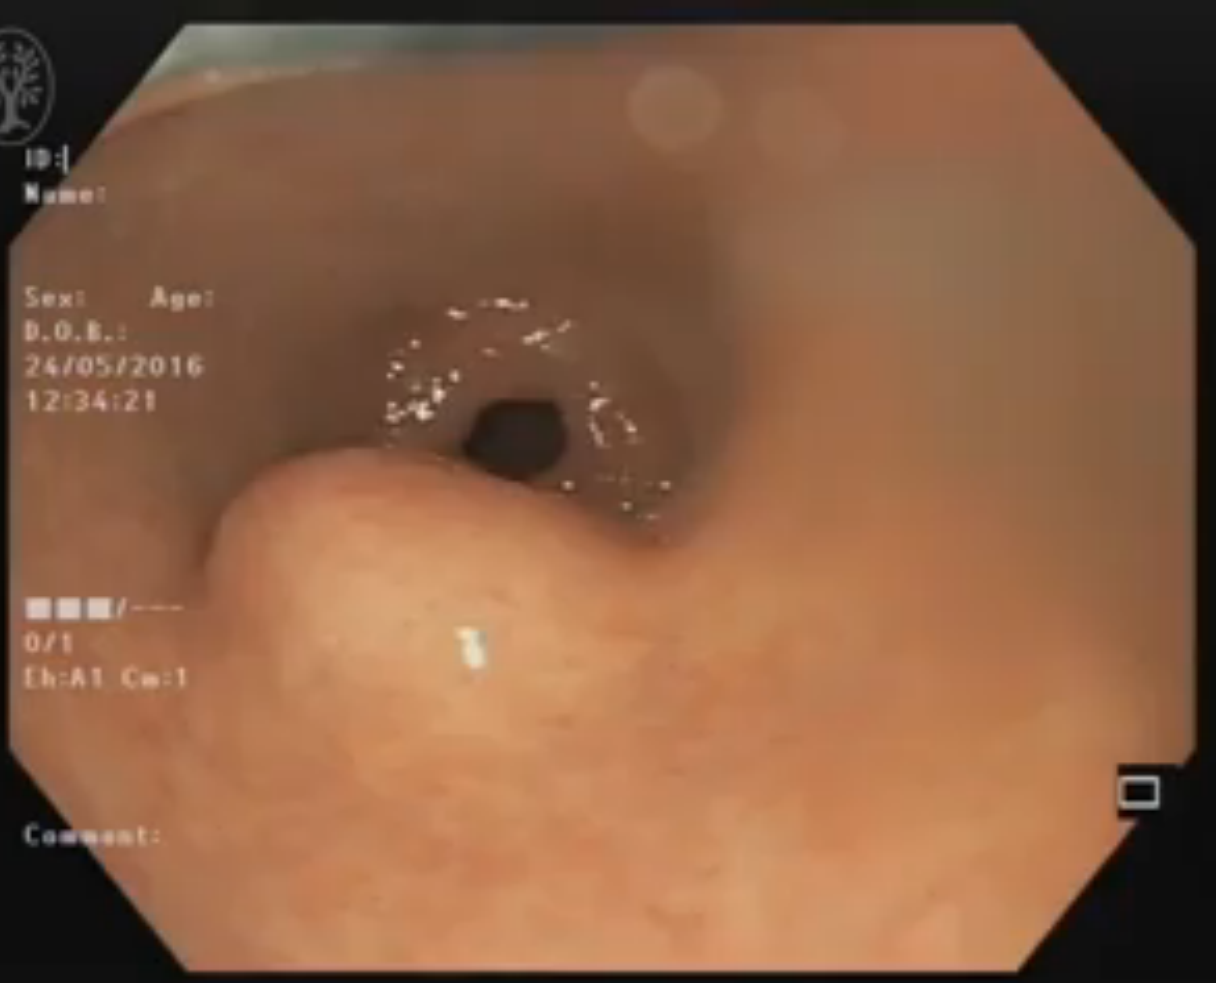 ID:
Name:
Sex: Age:
D.O.B.:
24/05/2016
12:34:21
■■■/---
0/1
Eh:A1 Cm:1
Comment: